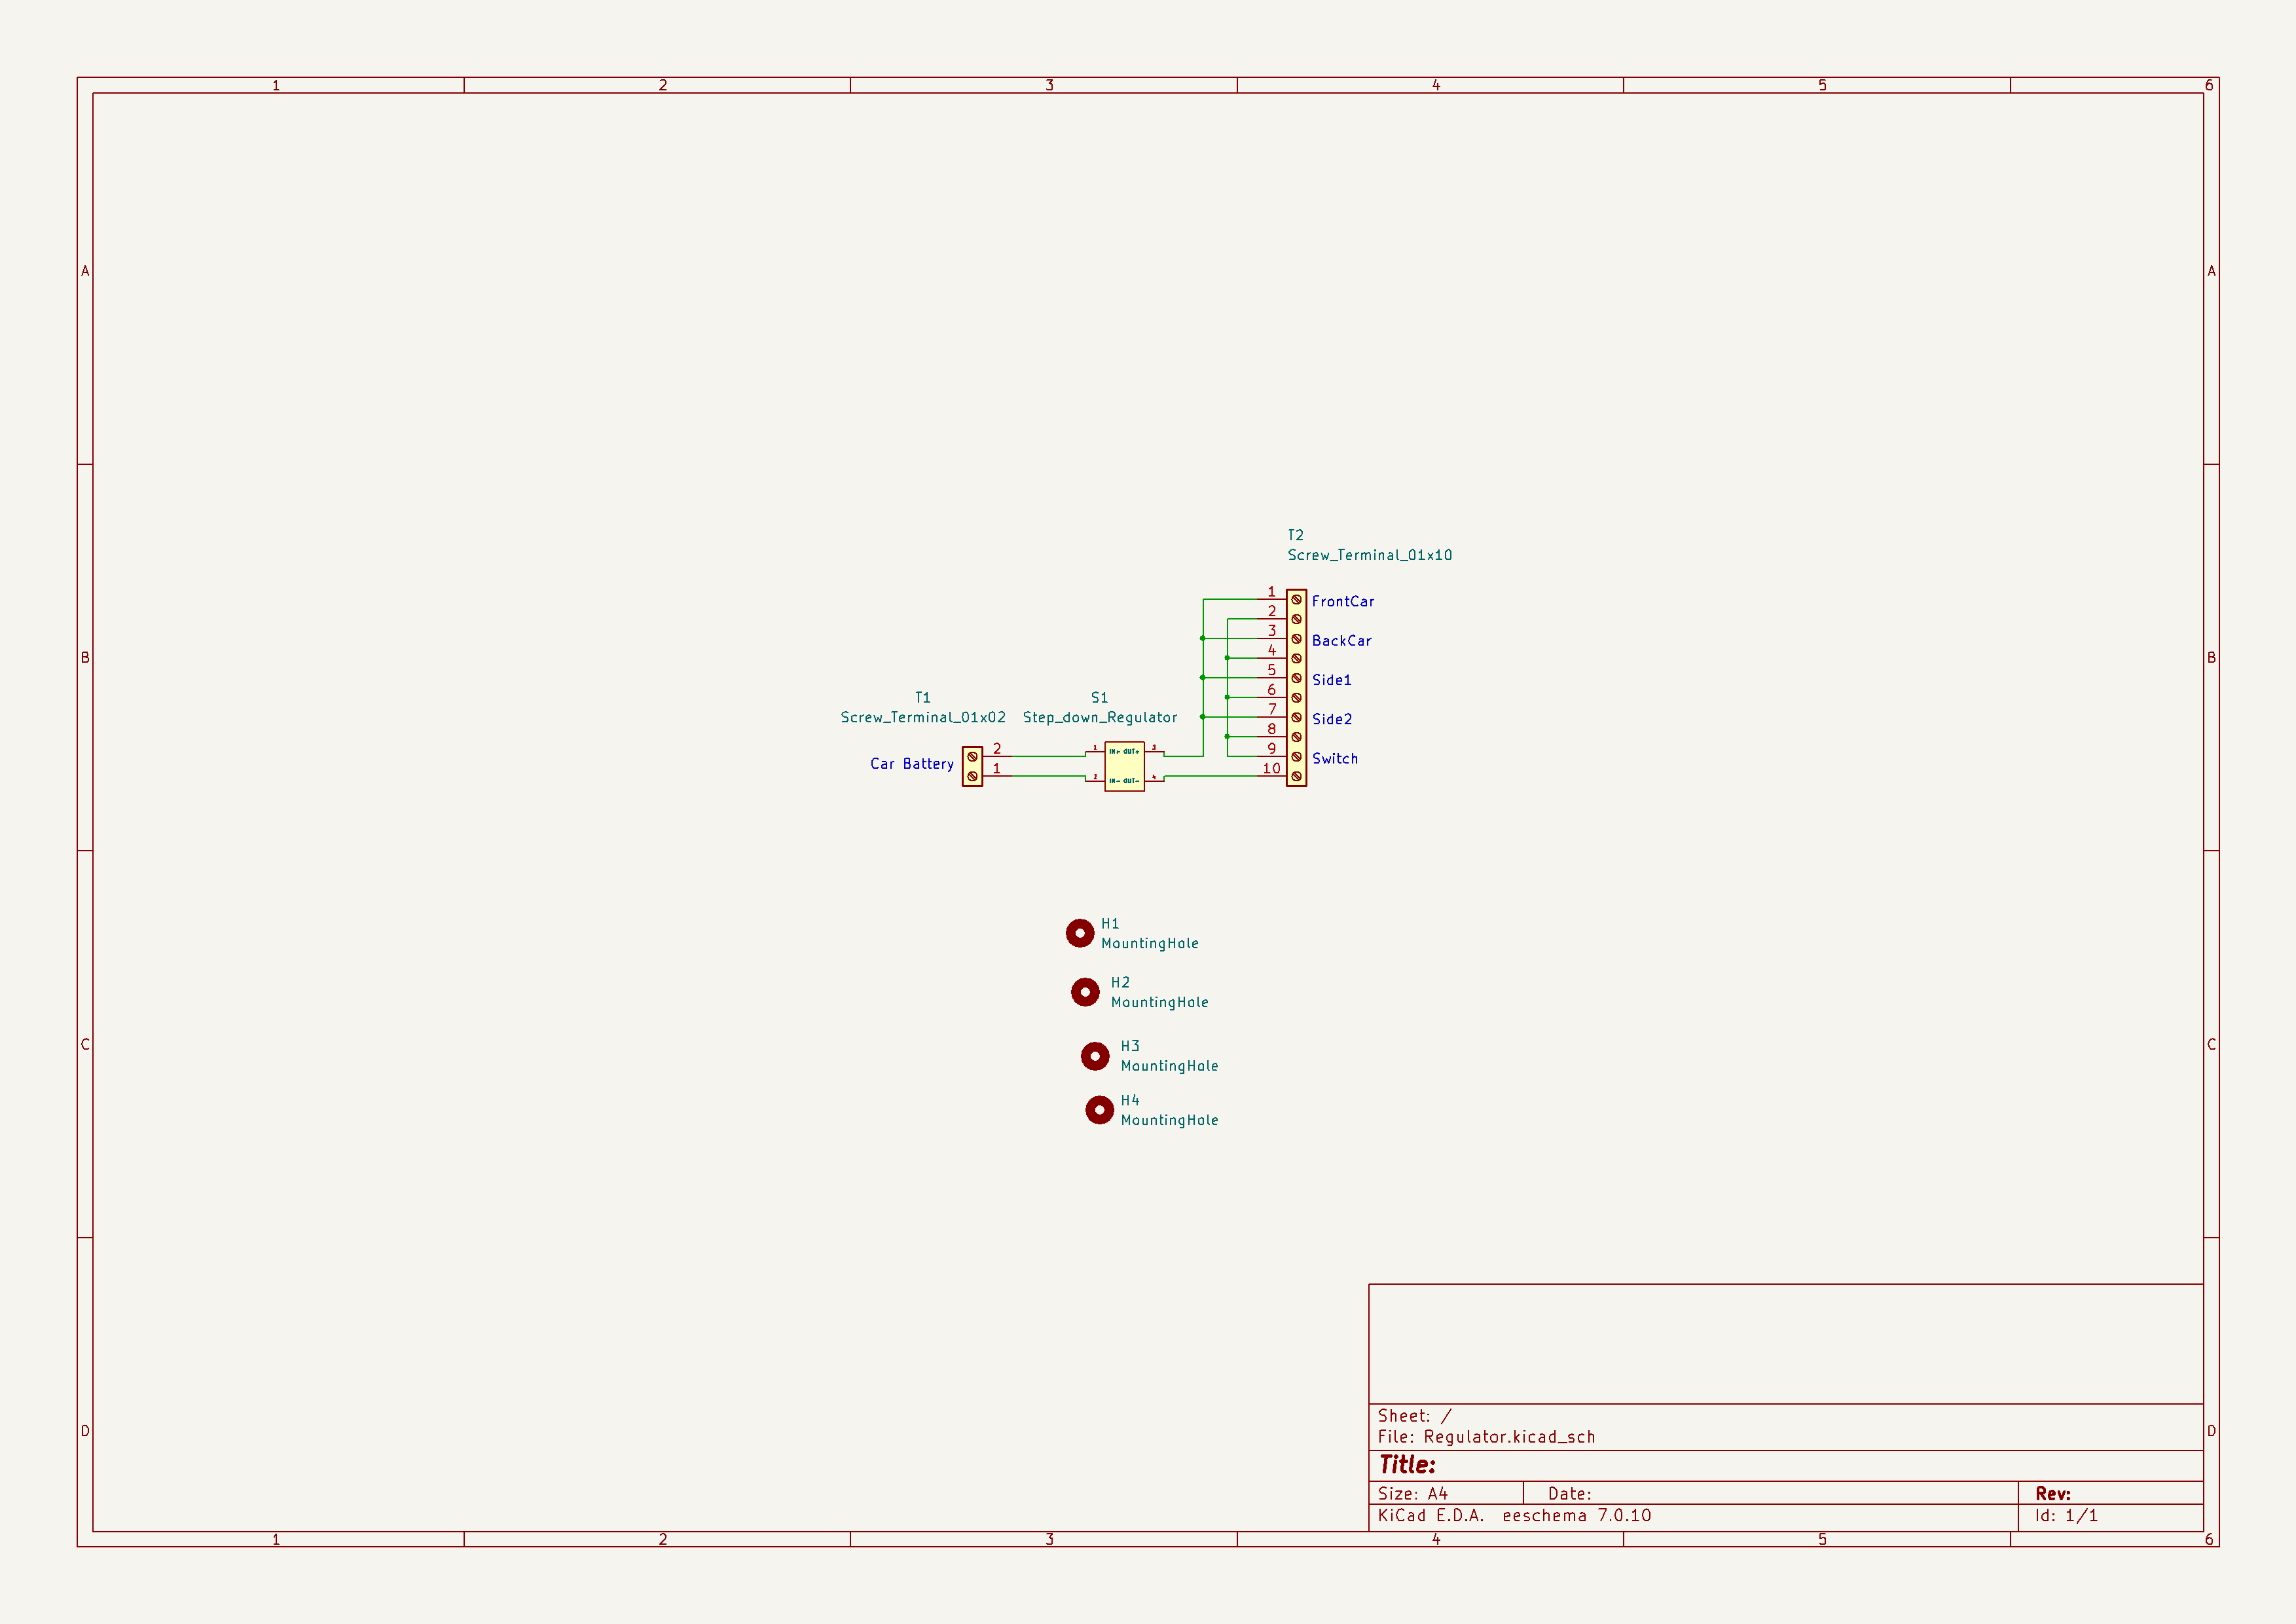 1 2 3 4 5 6
A A
B B
C C
D D
T2
Screw_Terminal_01x10
1 FrontCar
2
3 BackCar
4
5 Side1
6
7 Side2
8
9 Switch
10
T1
Screw_Terminal_01x02
Car Battery
2
1
S1
Step_down_Regulator
1 IN+ OUT+ 3
2 IN- OUT- 4
H1
MountingHole
H2
MountingHole
H3
MountingHole
H4
MountingHole
Sheet: /
File: Regulator.kicad_sch
Title:
Size: A4 Date: Rev:
KiCad E.D.A. eeschema 7.0.10 Id: 1/1
1 2 3 4 5 6